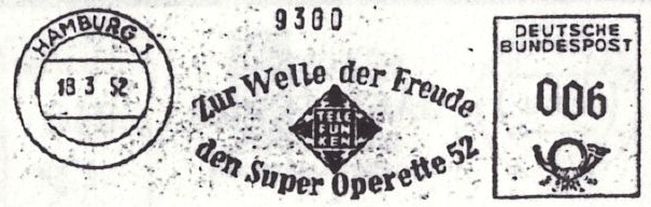 9300
HAMBURG 1
18 3 52
Zur Welle der Freude
TELE
FUN
KEN
den Super Operette 52
DEUTSCHE
BUNDESPOST
006